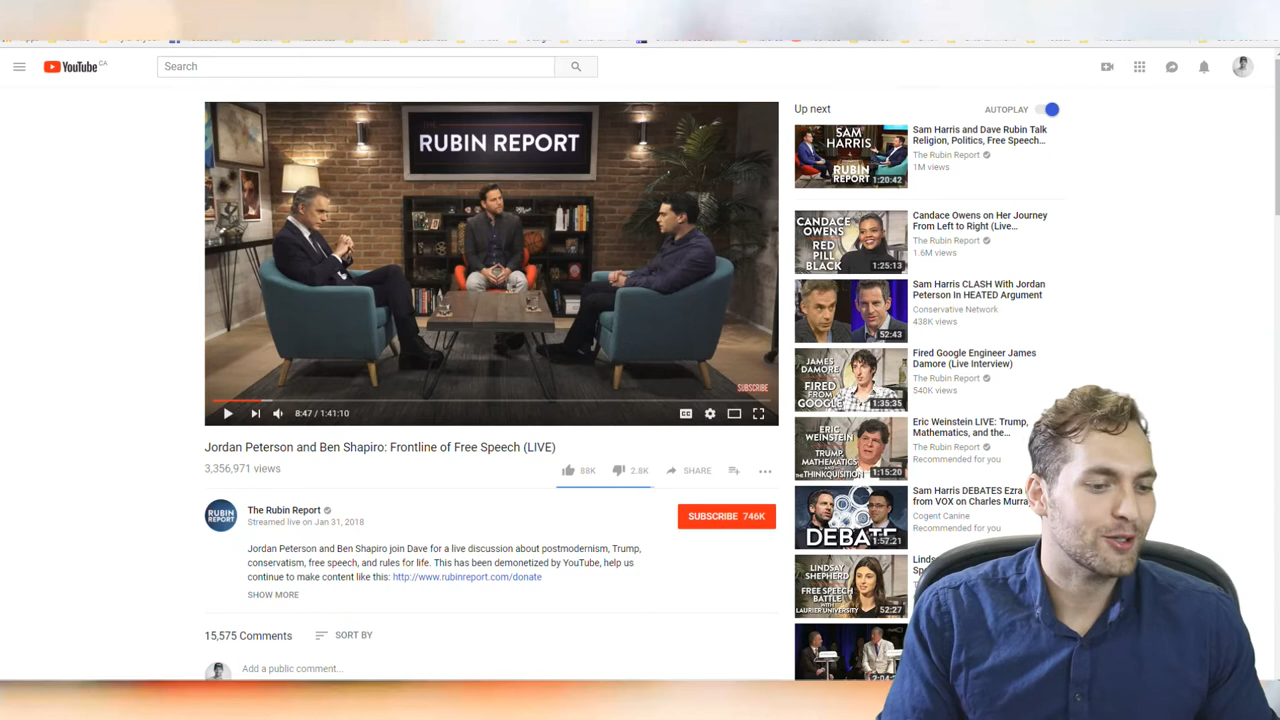 YouTube CA
Search
RUBIN REPORT
SUBSCRIBE
8:47 / 1:41:10
CC
Jordan Peterson and Ben Shapiro: Frontline of Free Speech (LIVE)
3,356,971 views
88K
2.8K
SHARE
RUBIN
REPORT
The Rubin Report
Streamed live on Jan 31, 2018
SUBSCRIBE 746K
Jordan Peterson and Ben Shapiro join Dave for a live discussion about postmodernism, Trump,
conservatism, free speech, and rules for life. This has been demonetized by YouTube, help us
continue to make content like this: http://www.rubinreport.com/donate
SHOW MORE
15,575 Comments
SORT BY
Add a public comment...
Up next
AUTOPLAY
SAM
HARRIS
RUBIN
REPORT
1:20:42
Sam Harris and Dave Rubin Talk
Religion, Politics, Free Speech...
The Rubin Report
1M views
CANDACE
OWENS
RED
PILL
BLACK
1:25:13
Candace Owens on Her Journey
From Left to Right (Live...
The Rubin Report
1.6M views
52:43
Sam Harris CLASH With Jordan
Peterson In HEATED Argument
Conservative Network
438K views
JAMES
DAMORE
FIRED
FROM
GOOGLE
1:35:35
Fired Google Engineer James
Damore (Live Interview)
The Rubin Report
540K views
ERIC
WEINSTEIN
TRUMP,
MATHEMATICS
AND
THE THINKQUISITION
1:15:20
Eric Weinstein LIVE: Trump,
Mathematics, and the...
The Rubin Report
Recommended for you
DEBATE
1:57:21
Sam Harris DEBATES Ezra
from VOX on Charles Murra
Cogent Canine
Recommended for you
LINDSAY
SHEPHERD
FREE SPEECH
BATTLE
WITH
LAURIER UNIVERSITY
52:27
Linds
Sp